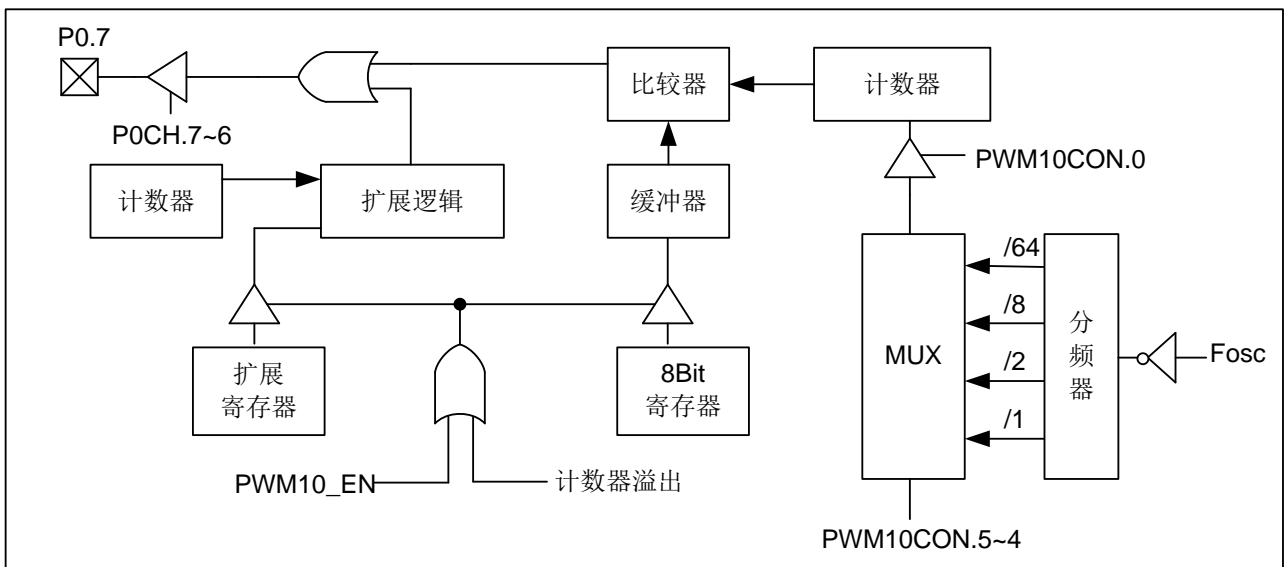 P0.7
P0CH.7~6
比较器
计数器
PWM10CON.0
计数器
扩展逻辑
缓冲器
MUX
/64
/8
/2
/1
分
频
器
Fosc
扩展
寄存器
8Bit
寄存器
PWM10_EN
计数器溢出
PWM10CON.5~4